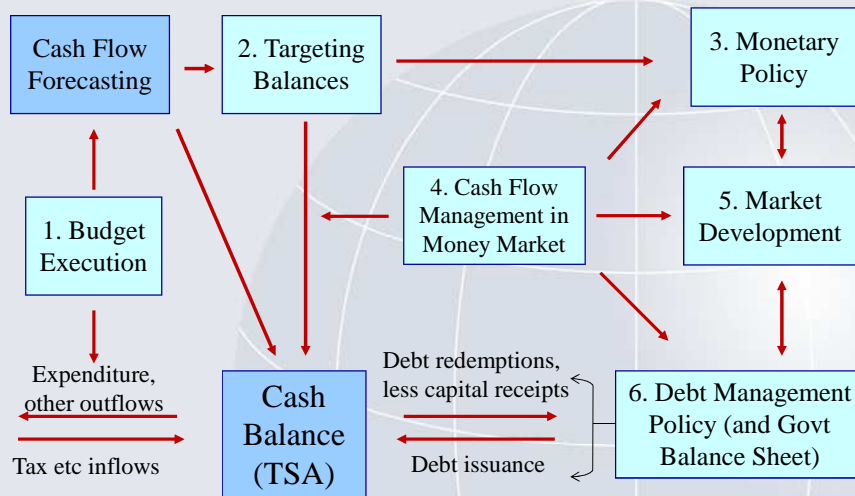 Cash Flow
Forecasting
2. Targeting
Balances
3. Monetary
Policy
1. Budget
Execution
4. Cash Flow
Management in
Money Market
5. Market
Development
Expenditure,
other outflows
Tax etc inflows
Cash
Balance
(TSA)
Debt redemptions,
less capital receipts
Debt issuance
6. Debt Management
Policy (and Govt
Balance Sheet)